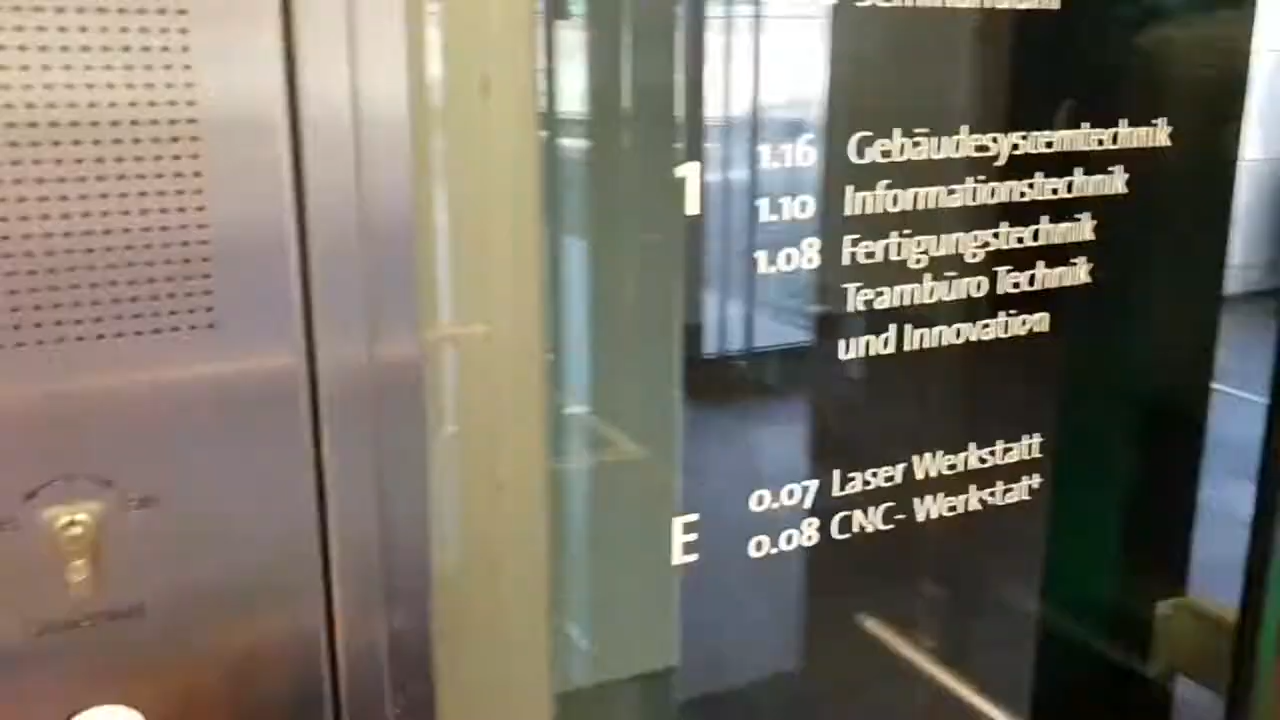 1 1.16 Gebäudesystemtechnik
1.10 Informationstechnik
1.08 Fertigungstechnik
Teambüro Technik
und Innovation
0.07 Laser Werkstatt
E 0.08 CNC- Werkstatt